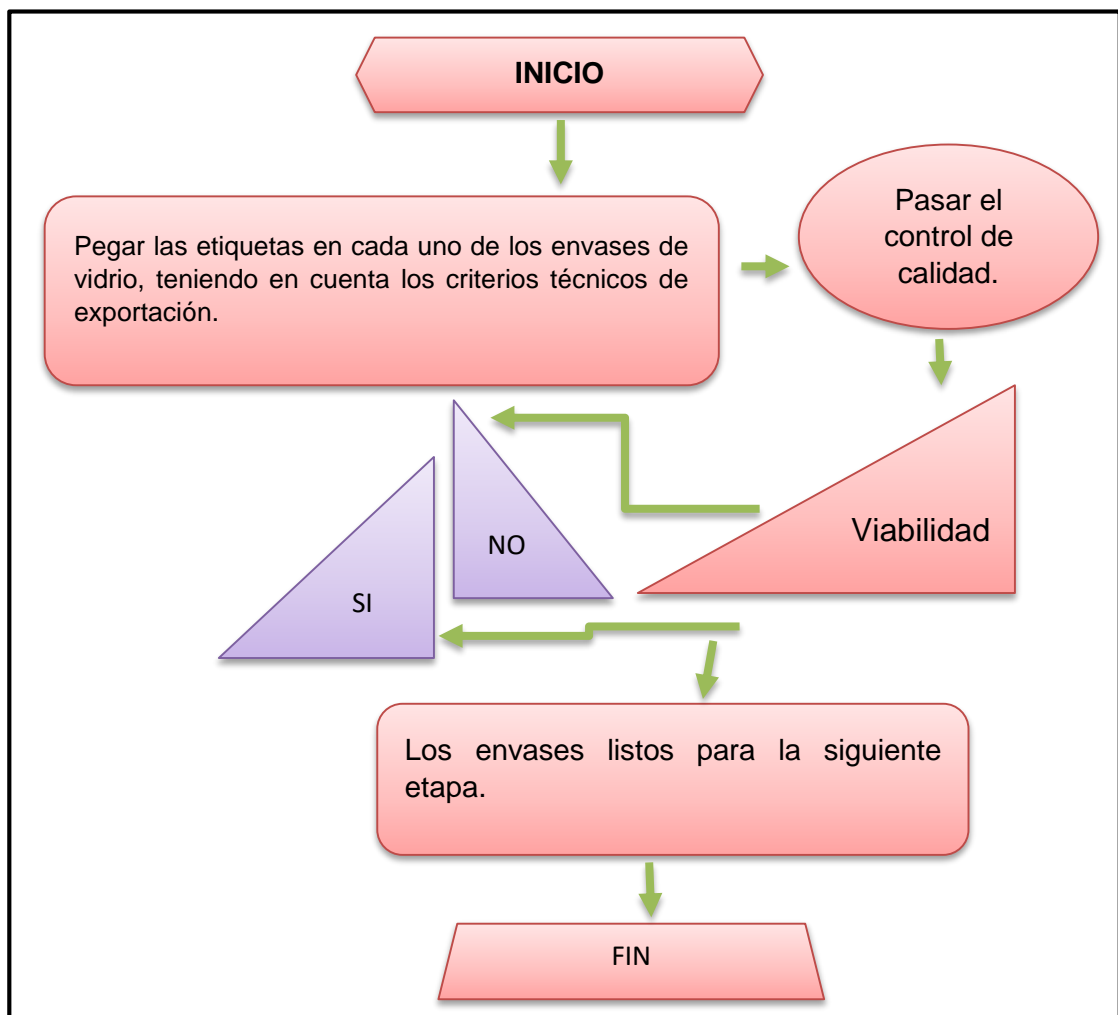 INICIO
Pegar las etiquetas en cada uno de los envases de
vidrio, teniendo en cuenta los criterios técnicos de
exportación.
Pasar el
control de
calidad.
Viabilidad
NO
SI
Los envases listos para la siguiente
etapa.
FIN